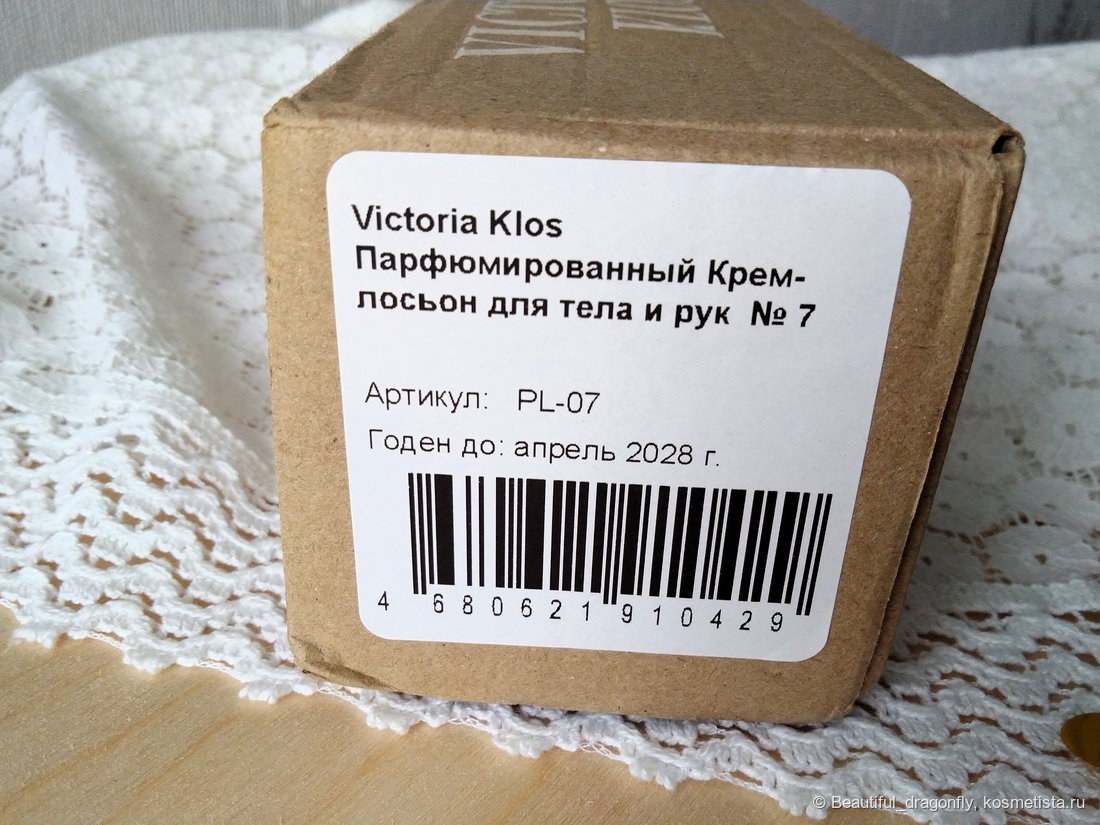 Victoria Klos
Парфюмированный Крем-
лосьон для тела и рук № 7
Артикул: PL-07
Годен до: апрель 2028 г.
4 680621 910429
© Beautiful_dragonfly, kosmetista.ru